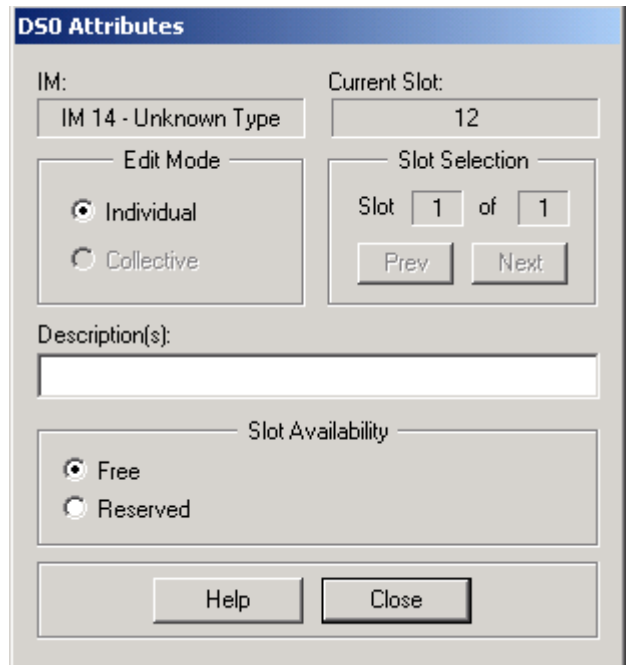 DS0 Attributes
IM:
Current Slot:
IM 14 - Unknown Type
12
Edit Mode
Slot Selection
Individual
Slot 1 of 1
Collective
Prev Next
Description(s):
Slot Availability
Free
Reserved
Help Close